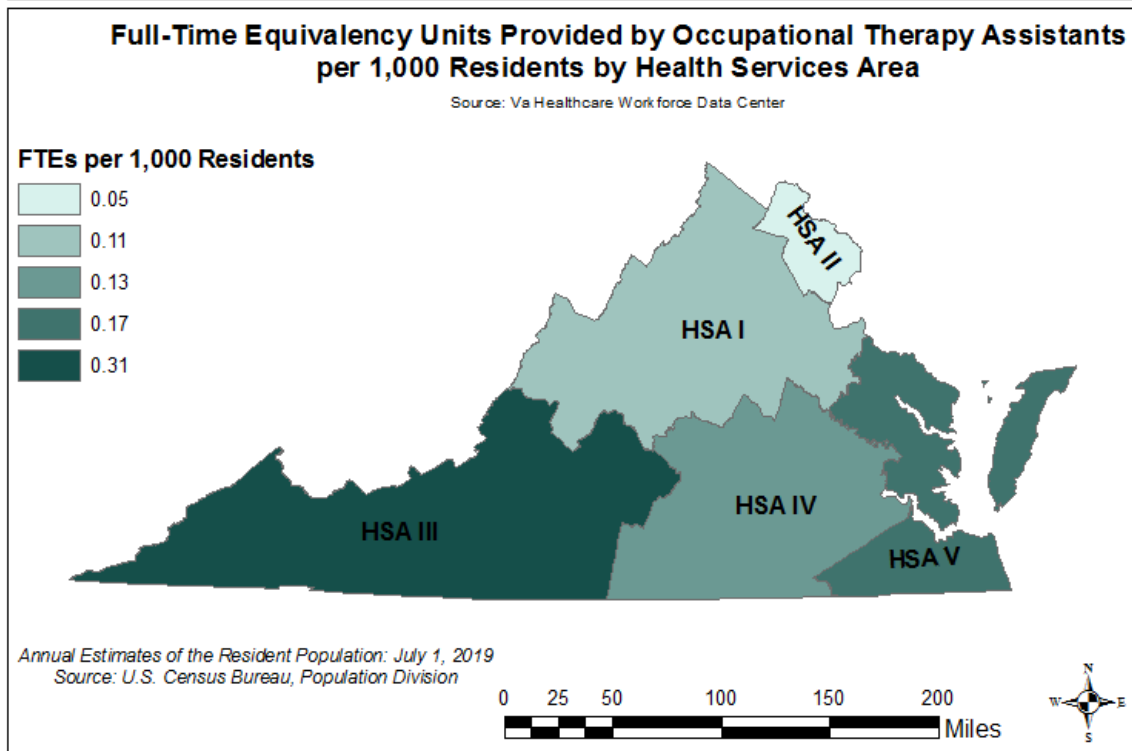 Full-Time Equivalency Units Provided by Occupational Therapy Assistants
per 1,000 Residents by Health Services Area
Source: Va Healthcare Workforce Data Center
FTEs per 1,000 Residents
0.05
0.11
0.13
0.17
0.31
HSA II
HSA I
HSA IV
HSA III
HSA V
Annual Estimates of the Resident Population: July 1, 2019
Source: U.S. Census Bureau, Population Division
0 25 50 100 150 200
Miles
N
W E
S